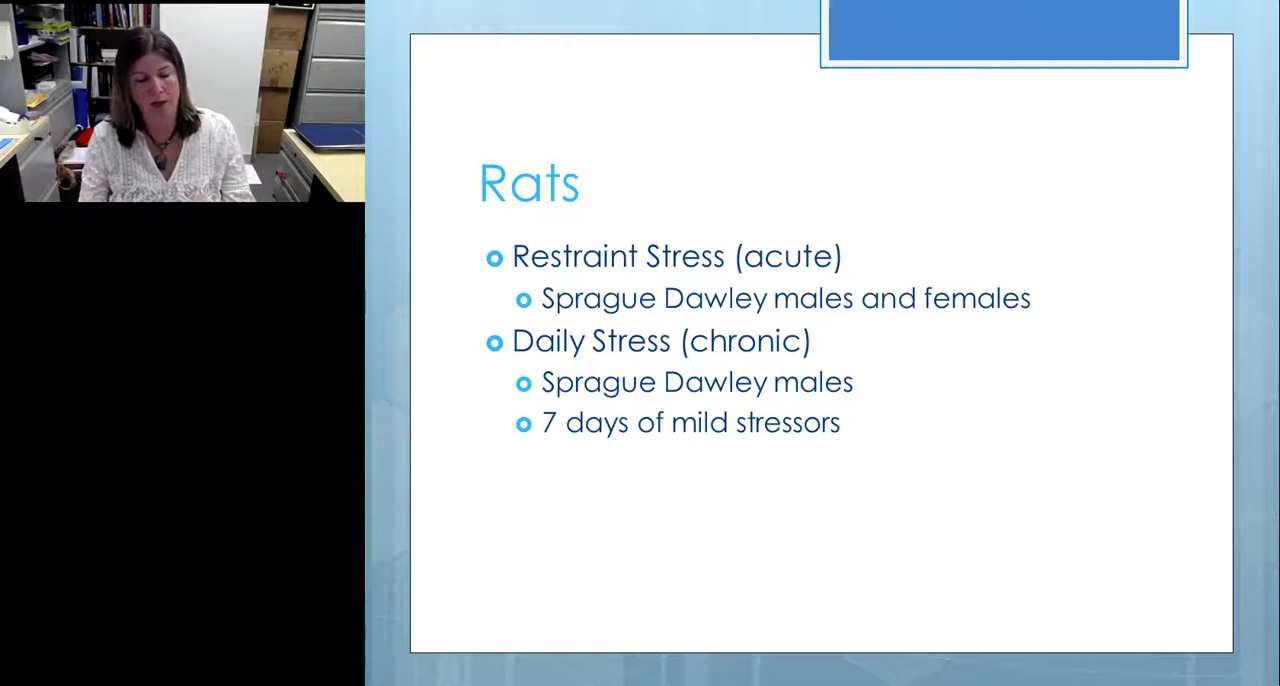 Rats
Restraint Stress (acute)
Sprague Dawley males and females
Daily Stress (chronic)
Sprague Dawley males
7 days of mild stressors